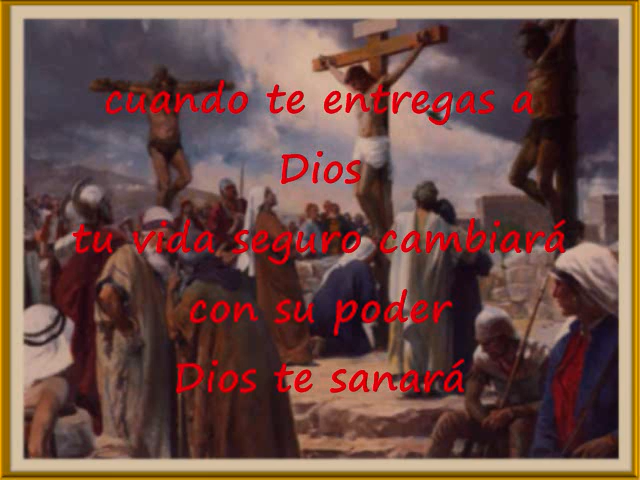 cuando te entregas a
Dios
tu vida seguro cambiará
con su poder
Dios te sanará